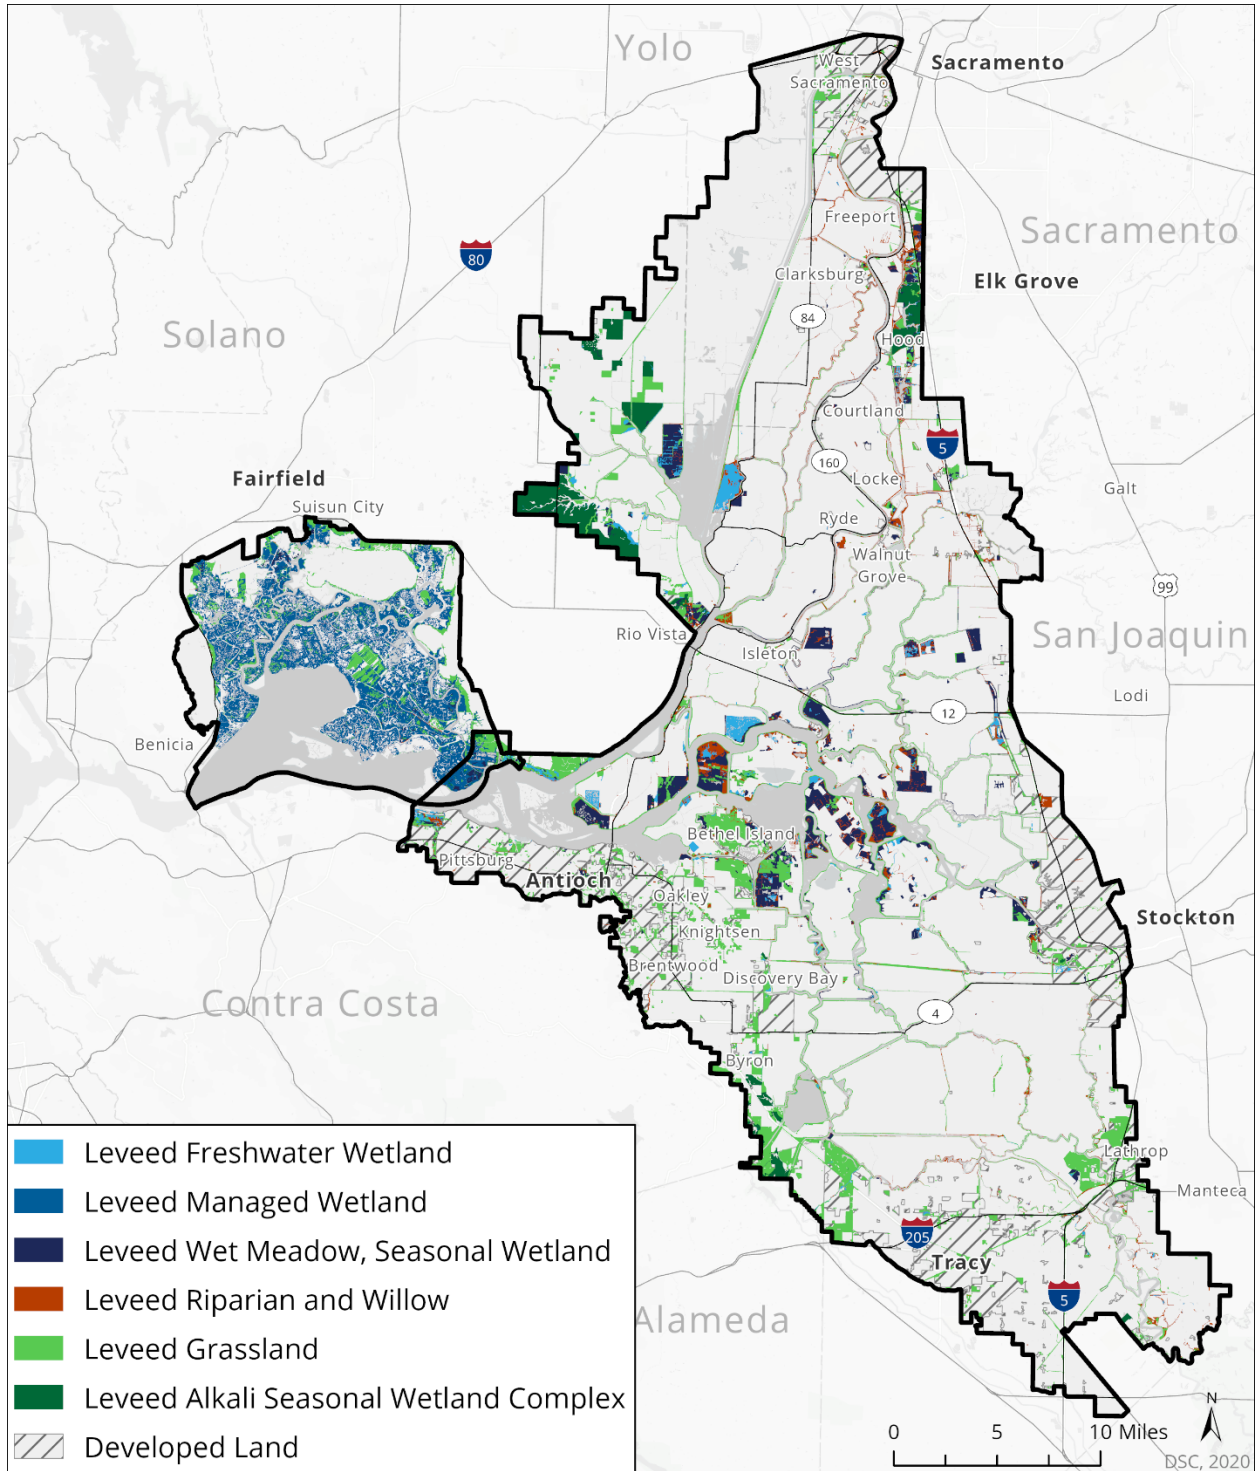 Yolo
Sacramento
West
Sacramento
Freeport
Sacramento
80
Clarksburg
Elk Grove
84
Solano
Hood
Courtland
5
160
Fairfield
Locke
Galt
Suisun City
Ryde
Walnut
Grove
99
Rio Vista
San Joaquin
Isleton
Lodi
12
Benicia
Bethel Island
Pittsburg
Antioch
Oakley
Stockton
Knightsen
Brentwood
Discovery Bay
Contra Costa
4
Byron
Lathrop
Manteca
205
Tracy
5
Alameda
Leveed Freshwater Wetland
Leveed Managed Wetland
Leveed Wet Meadow, Seasonal Wetland
Leveed Riparian and Willow
Leveed Grassland
Leveed Alkali Seasonal Wetland Complex
Developed Land
N
0 5 10 Miles
DSC, 2020